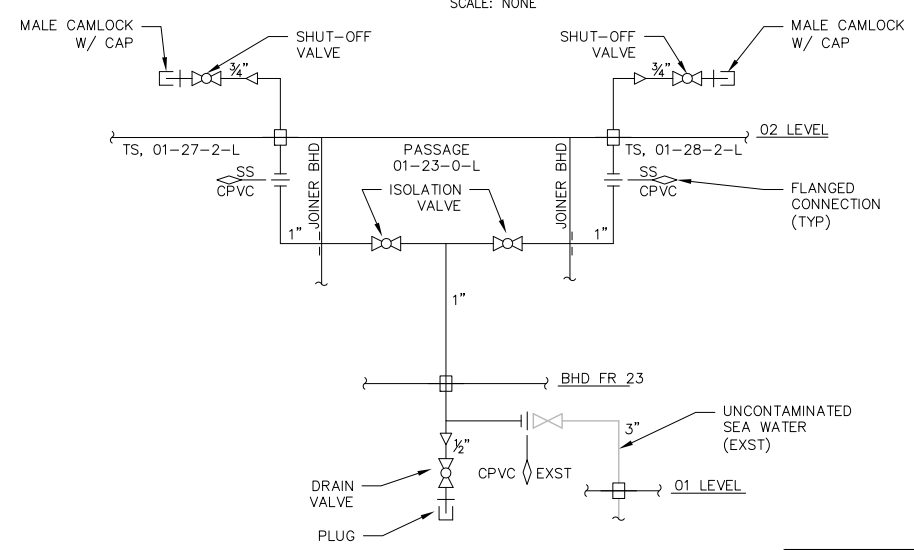 SCALE: NONE
MALE CAMLOCK
W/ CAP
SHUT-OFF
VALVE
SHUT-OFF
VALVE
MALE CAMLOCK
W/ CAP
3/4"
3/4"
02 LEVEL
TS, 01-27-2-L
PASSAGE
01-23-0-L
TS, 01-28-2-L
JOINER BHD
JOINER BHD
SS
CPVC
ISOLATION
VALVE
SS
CPVC
FLANGED
CONNECTION
(TYP)
1"
1"
1"
BHD FR 23
UNCONTAMINATED
SEA WATER
(EXST)
3"
1/2"
CPVC
EXST
01 LEVEL
DRAIN
VALVE
PLUG